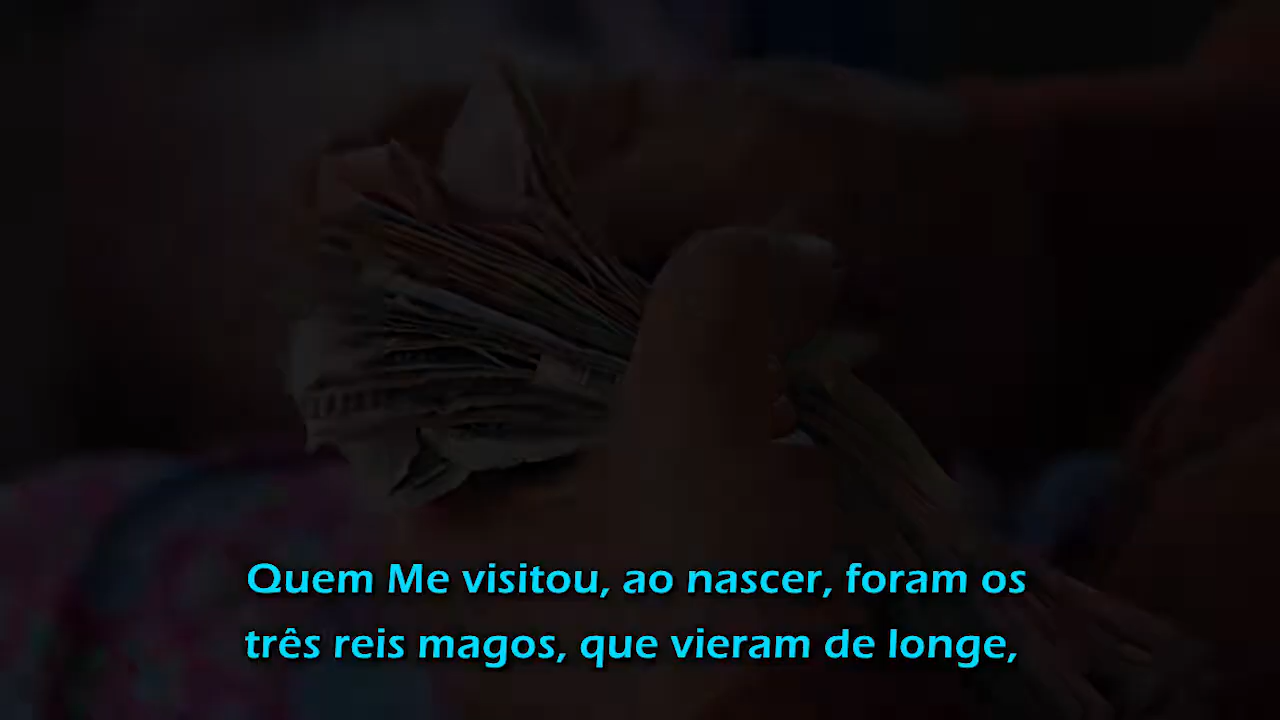 Quem Me visitou, ao nascer, foram os
três reis magos, que vieram de longe,